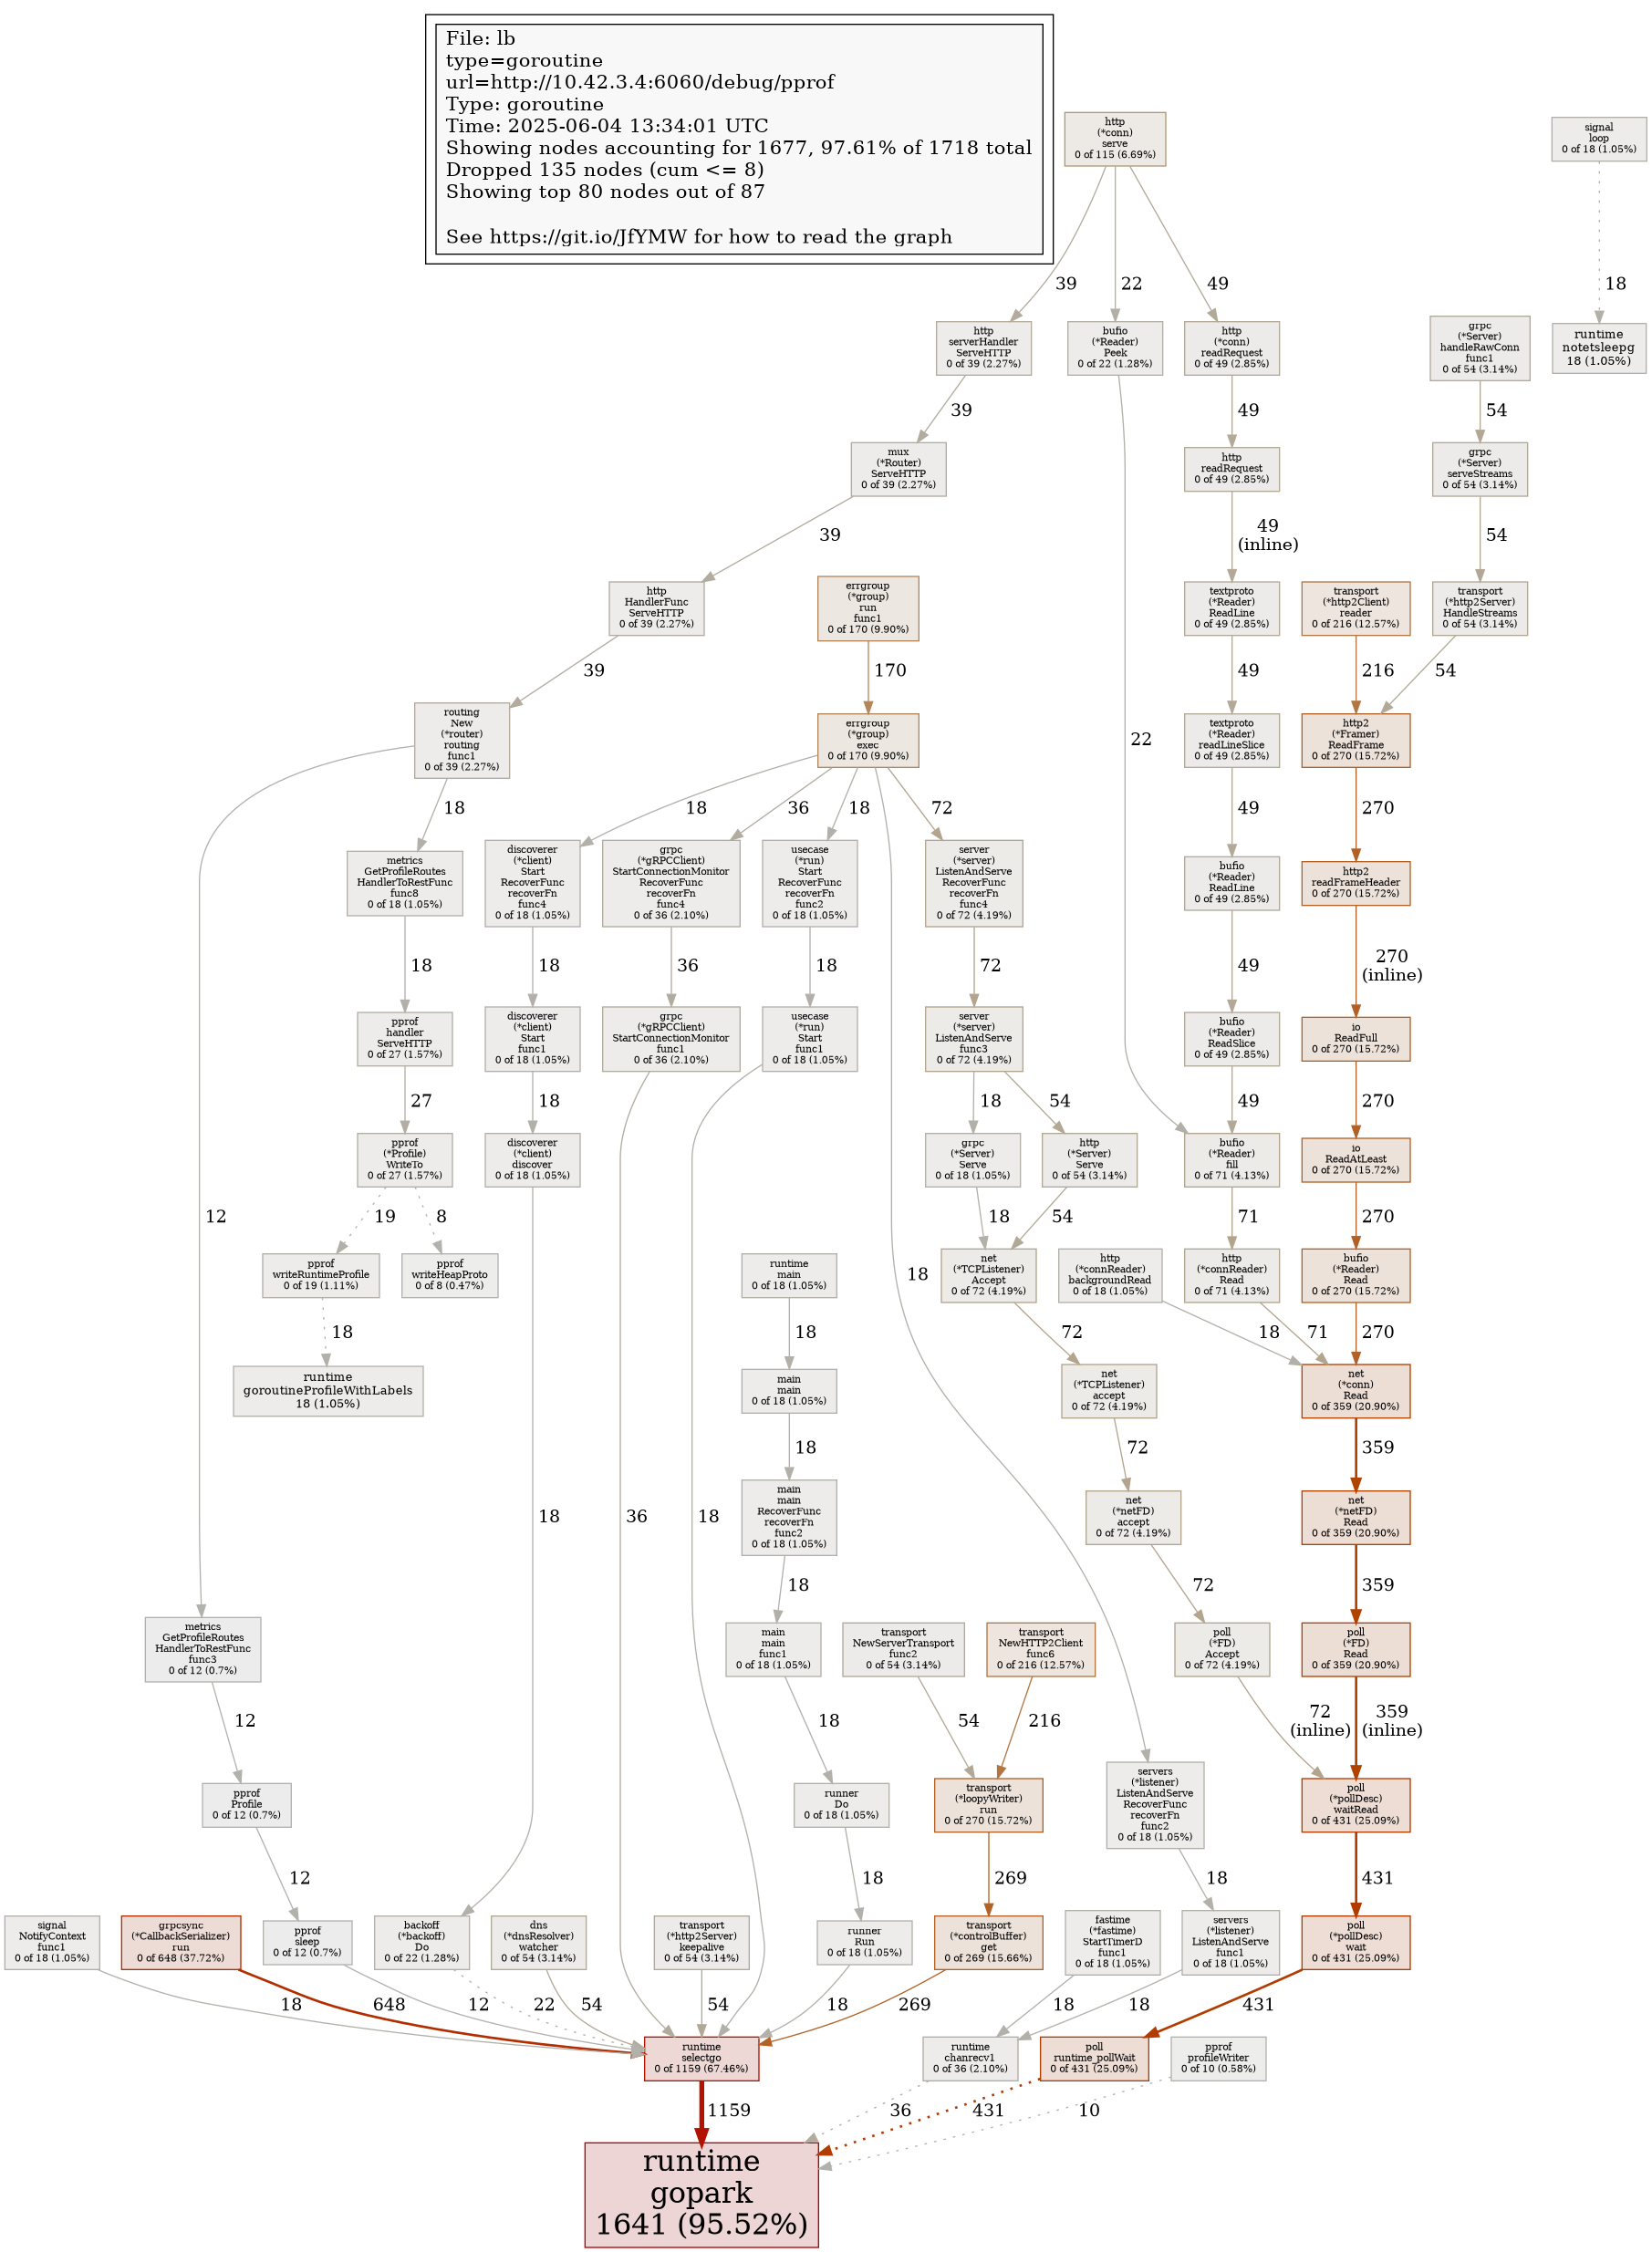 File: lb
type=goroutine
url=http://10.42.3.4:6060/debug/pprof
Type: goroutine
Time: 2025-06-04 13:34:01 UTC
Showing nodes accounting for 1677, 97.61% of 1718 total
Dropped 135 nodes (cum <= 8)
Showing top 80 nodes out of 87
See https://git.io/JfYMW for how to read the graph
http
(*conn)
serve
0 of 115 (6.69%)
signal
loop
0 of 18 (1.05%)
39
22
49
18
http
serverHandler
ServeHTTP
0 of 39 (2.27%)
bufio
(*Reader)
Peek
0 of 22 (1.28%)
http
(*conn)
readRequest
0 of 49 (2.85%)
grpc
(*Server)
handleRawConn
func1
0 of 54 (3.14%)
runtime
notetsleepg
18 (1.05%)
39
49
54
mux
(*Router)
ServeHTTP
0 of 39 (2.27%)
http
readRequest
0 of 49 (2.85%)
grpc
(*Server)
serveStreams
0 of 54 (3.14%)
39
49
(inline)
54
http
HandlerFunc
ServeHTTP
0 of 39 (2.27%)
errgroup
(*group)
run
func1
0 of 170 (9.90%)
textproto
(*Reader)
ReadLine
0 of 49 (2.85%)
transport
(*http2Client)
reader
0 of 216 (12.57%)
transport
(*http2Server)
HandleStreams
0 of 54 (3.14%)
39
170
49
216
54
routing
New
(*router)
routing
func1
0 of 39 (2.27%)
errgroup
(*group)
exec
0 of 170 (9.90%)
22
textproto
(*Reader)
readLineSlice
0 of 49 (2.85%)
http2
(*Framer)
ReadFrame
0 of 270 (15.72%)
18
18
36
18
72
49
270
metrics
GetProfileRoutes
HandlerToRestFunc
func8
0 of 18 (1.05%)
discoverer
(*client)
Start
RecoverFunc
recoverFn
func4
0 of 18 (1.05%)
grpc
(*gRPCClient)
StartConnectionMonitor
RecoverFunc
recoverFn
func4
0 of 36 (2.10%)
usecase
(*run)
Start
RecoverFunc
recoverFn
func2
0 of 18 (1.05%)
server
(*server)
ListenAndServe
RecoverFunc
recoverFn
func4
0 of 72 (4.19%)
bufio
(*Reader)
ReadLine
0 of 49 (2.85%)
http2
readFrameHeader
0 of 270 (15.72%)
18
18
36
18
72
49
270
(inline)
pprof
handler
ServeHTTP
0 of 27 (1.57%)
discoverer
(*client)
Start
func1
0 of 18 (1.05%)
grpc
(*gRPCClient)
StartConnectionMonitor
func1
0 of 36 (2.10%)
usecase
(*run)
Start
func1
0 of 18 (1.05%)
server
(*server)
ListenAndServe
func3
0 of 72 (4.19%)
bufio
(*Reader)
ReadSlice
0 of 49 (2.85%)
io
ReadFull
0 of 270 (15.72%)
27
18
18
54
49
270
pprof
(*Profile)
WriteTo
0 of 27 (1.57%)
discoverer
(*client)
discover
0 of 18 (1.05%)
grpc
(*Server)
Serve
0 of 18 (1.05%)
http
(*Server)
Serve
0 of 54 (3.14%)
bufio
(*Reader)
fill
0 of 71 (4.13%)
io
ReadAtLeast
0 of 270 (15.72%)
12
19
8
18
54
71
270
pprof
writeRuntimeProfile
0 of 19 (1.11%)
pprof
writeHeapProto
0 of 8 (0.47%)
runtime
main
0 of 18 (1.05%)
18
net
(*TCPListener)
Accept
0 of 72 (4.19%)
http
(*connReader)
backgroundRead
0 of 18 (1.05%)
http
(*connReader)
Read
0 of 71 (4.13%)
bufio
(*Reader)
Read
0 of 270 (15.72%)
18
18
72
18
71
270
runtime
goroutineProfileWithLabels
18 (1.05%)
main
main
0 of 18 (1.05%)
net
(*TCPListener)
accept
0 of 72 (4.19%)
net
(*conn)
Read
0 of 359 (20.90%)
18
72
359
18
36
18
main
main
RecoverFunc
recoverFn
func2
0 of 18 (1.05%)
net
(*netFD)
accept
0 of 72 (4.19%)
net
(*netFD)
Read
0 of 359 (20.90%)
18
72
359
metrics
GetProfileRoutes
HandlerToRestFunc
func3
0 of 12 (0.7%)
main
main
func1
0 of 18 (1.05%)
transport
NewServerTransport
func2
0 of 54 (3.14%)
transport
NewHTTP2Client
func6
0 of 216 (12.57%)
poll
(*FD)
Accept
0 of 72 (4.19%)
poll
(*FD)
Read
0 of 359 (20.90%)
12
18
54
216
72
(inline)
359
(inline)
pprof
Profile
0 of 12 (0.7%)
runner
Do
0 of 18 (1.05%)
transport
(*loopyWriter)
run
0 of 270 (15.72%)
servers
(*listener)
ListenAndServe
RecoverFunc
recoverFn
func2
0 of 18 (1.05%)
poll
(*pollDesc)
waitRead
0 of 431 (25.09%)
12
18
269
18
431
signal
NotifyContext
func1
0 of 18 (1.05%)
grpcsync
(*CallbackSerializer)
run
0 of 648 (37.72%)
pprof
sleep
0 of 12 (0.7%)
backoff
(*backoff)
Do
0 of 22 (1.28%)
dns
(*dnsResolver)
watcher
0 of 54 (3.14%)
transport
(*http2Server)
keepalive
0 of 54 (3.14%)
runner
Run
0 of 18 (1.05%)
transport
(*controlBuffer)
get
0 of 269 (15.66%)
fastime
(*fastime)
StartTimerD
func1
0 of 18 (1.05%)
servers
(*listener)
ListenAndServe
func1
0 of 18 (1.05%)
poll
(*pollDesc)
wait
0 of 431 (25.09%)
18
648
12
22
54
54
18
269
18
18
431
runtime
selectgo
0 of 1159 (67.46%)
runtime
chanrecv1
0 of 36 (2.10%)
poll
runtime_pollWait
0 of 431 (25.09%)
pprof
profileWriter
0 of 10 (0.58%)
1159
36
431
10
runtime
gopark
1641 (95.52%)